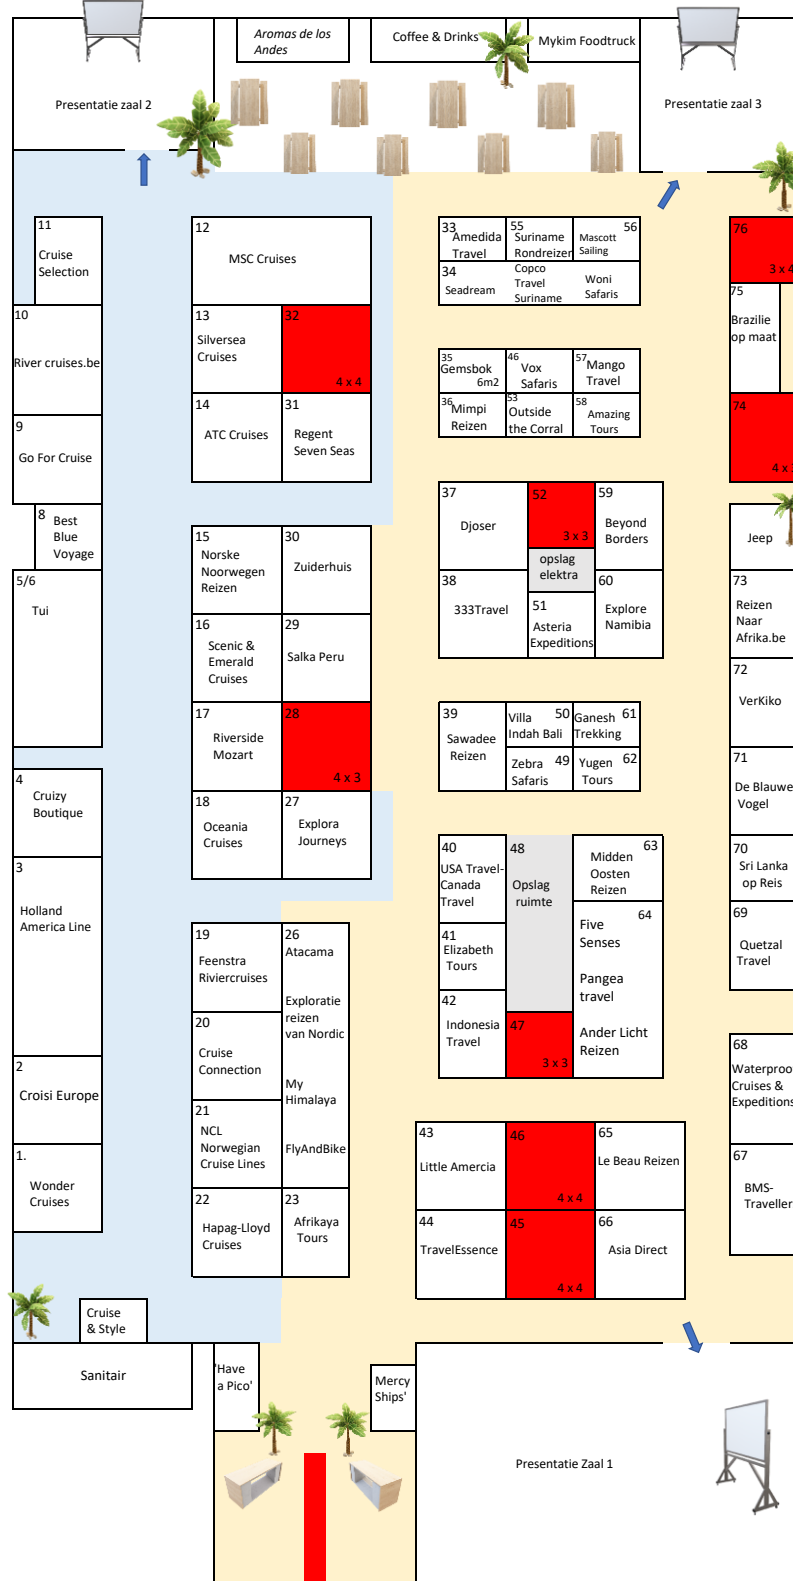 Aromas de los
Andes
Coffee & Drinks
Mykim Foodtruck
Presentatie zaal 2
Presentatie zaal 3
11
Cruise
Selection
12
MSC Cruises
33
Amedida
Travel
55
Suriname
Rondreizen
56
Mascott
Sailing
34
Seadream
Copco
Travel
Suriname
Woni
Safaris
76
3 x 4
75
Brazilie
op maat
10
River cruises.be
13
Silversea
Cruises
32
4 x 4
35
Gemsbok
6m2
46
Vox
Safaris
57
Mango
Travel
36
Mimpi
Reizen
53
Outside
the Corral
58
Amazing
Tours
74
4 x
14
ATC Cruises
31
Regent
Seven Seas
9
Go For Cruise
8
Best
Blue
Voyage
37
Djoser
52
3 x 3
59
Beyond
Borders
opslag
elektra
Jeep
15
Norske
Noorwegen
Reizen
30
Zuiderhuis
5/6
Tui
38
333Travel
51
Asteria
Expeditions
60
Explore
Namibia
73
Reizen
Naar
Afrika.be
16
Scenic &
Emerald
Cruises
29
Salka Peru
72
VerKiko
17
Riverside
Mozart
28
4 x 3
39
Sawadee
Reizen
Villa 50
Indah Bali
Ganesh 61
Trekking
Zebra 49
Safaris
Yugen 62
Tours
71
De Blauwe
Vogel
4
Cruizy
Boutique
18
Oceania
Cruises
27
Explora
Journeys
40
USA Travel-
Canada
Travel
48
Opslag
ruimte
63
Midden
Oosten
Reizen
70
Sri Lanka
op Reis
3
Holland
America Line
19
Feenstra
Riviercruises
26
Atacama
Exploratie
reizen
van Nordic
My
Himalaya
FlyAndBike
41
Elizabeth
Tours
64
Five
Senses
Pangea
travel
Ander Licht
Reizen
69
Quetzal
Travel
42
Indonesia
Travel
47
3 x 3
20
Cruise
Connection
68
Waterproof
Cruises &
Expeditions
2
Croisi Europe
21
NCL
Norwegian
Cruise Lines
43
Little Amercia
46
4 x 4
65
Le Beau Reizen
67
BMS-
Traveller
1.
Wonder
Cruises
22
Hapag-Lloyd
Cruises
23
Afrikaya
Tours
44
TravelEssence
45
4 x 4
66
Asia Direct
Cruise
& Style
Sanitair
'Have
a Pico'
Mercy
Ships'
Presentatie Zaal 1